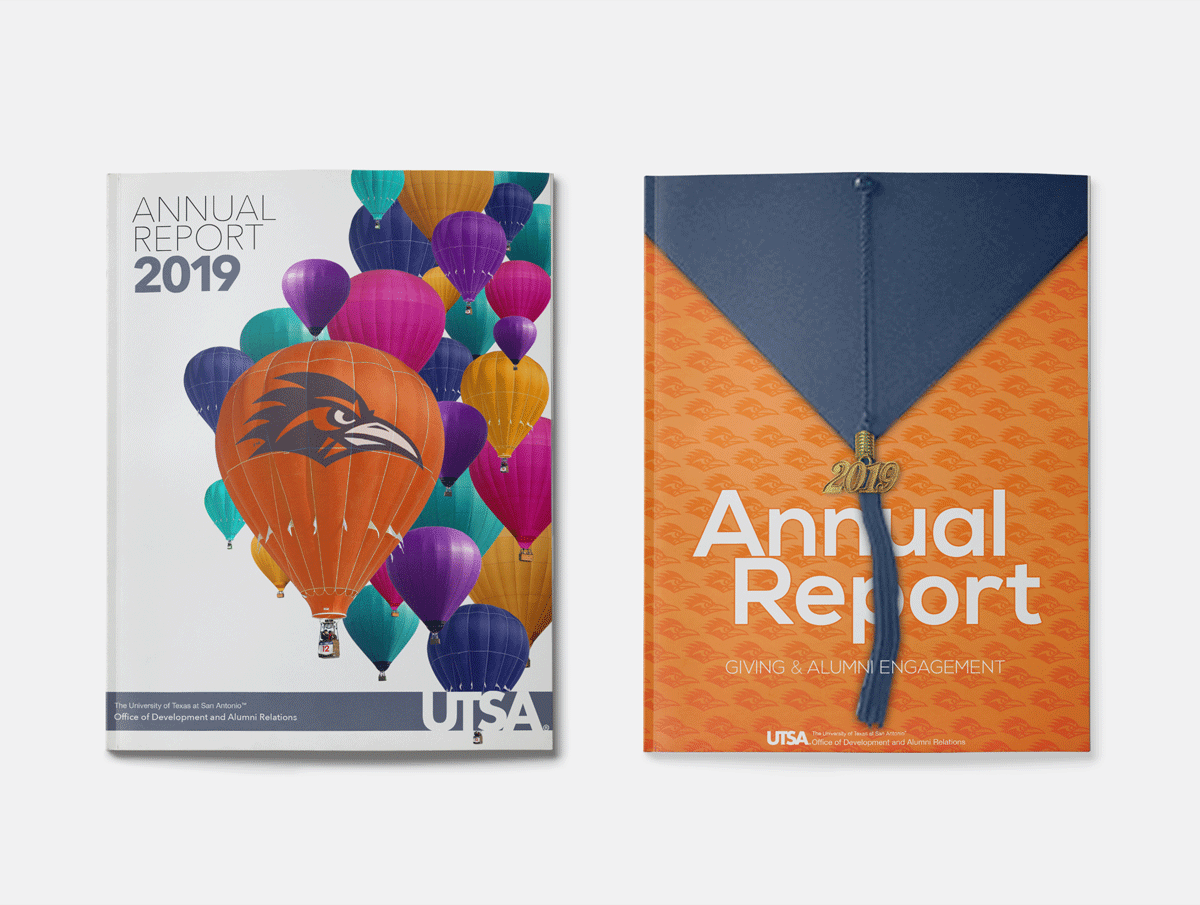 ANNUAL
REPORT
2019
The University of Texas at San Antonio™
Office of Development and Alumni Relations
UTSA®
2019
Annual
Report
GIVING & ALUMNI ENGAGEMENT
UTSA.
The University of Texas at San Antonio™
Office of Development and Alumni Relations